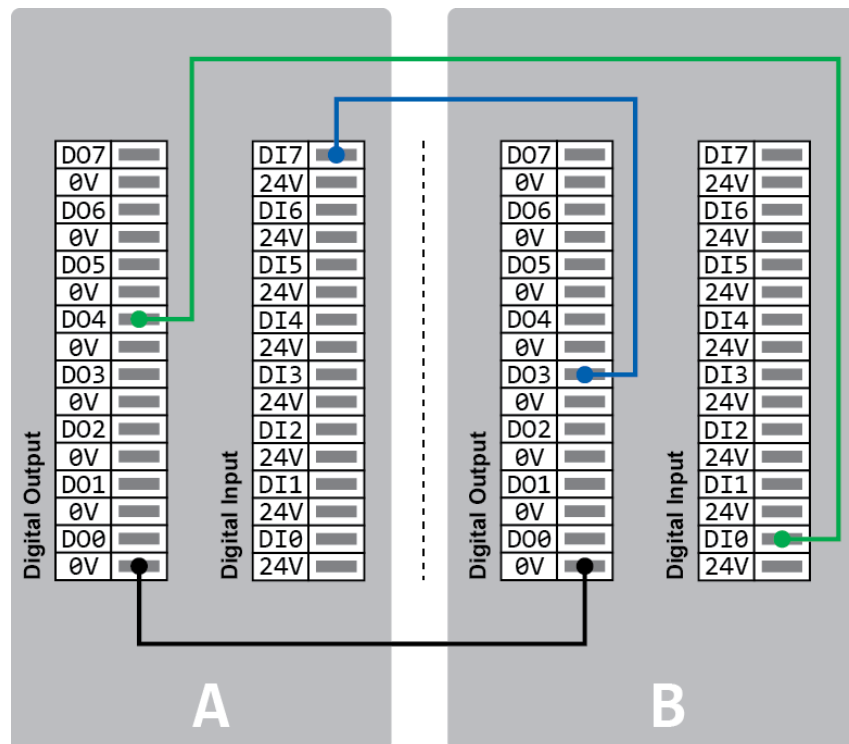 DO7
0V
DO6
0V
DO5
0V
DO4
0V
DO3
0V
DO2
0V
DO1
0V
DO0
0V
Digital Output
DI7
24V
DI6
24V
DI5
24V
DI4
24V
DI3
24V
DI2
24V
DI1
24V
DI0
24V
Digital Input
A
DO7
0V
DO6
0V
DO5
0V
DO4
0V
DO3
0V
DO2
0V
DO1
0V
DO0
0V
Digital Output
DI7
24V
DI6
24V
DI5
24V
DI4
24V
DI3
24V
DI2
24V
DI1
24V
DI0
24V
Digital Input
B